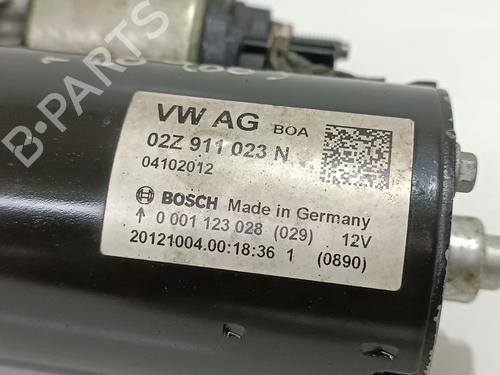 B-PARTS
VW AG BOA
02Z 911 023 N
04102012
BOSCH Made in Germany
↑ 0 001 123 028 (029) 12V
20121004.00:18:36 1 (0890)